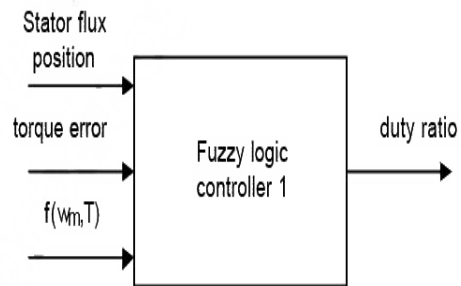 Stator flux
position
torque error
f(wm,T)
Fuzzy logic
controller 1
duty ratio